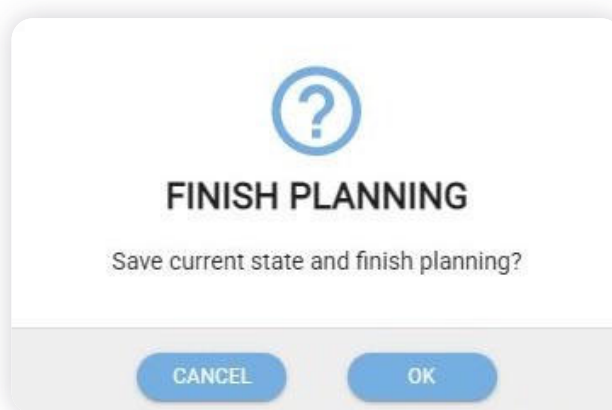 ?
FINISH PLANNING
Save current state and finish planning?
CANCEL OK